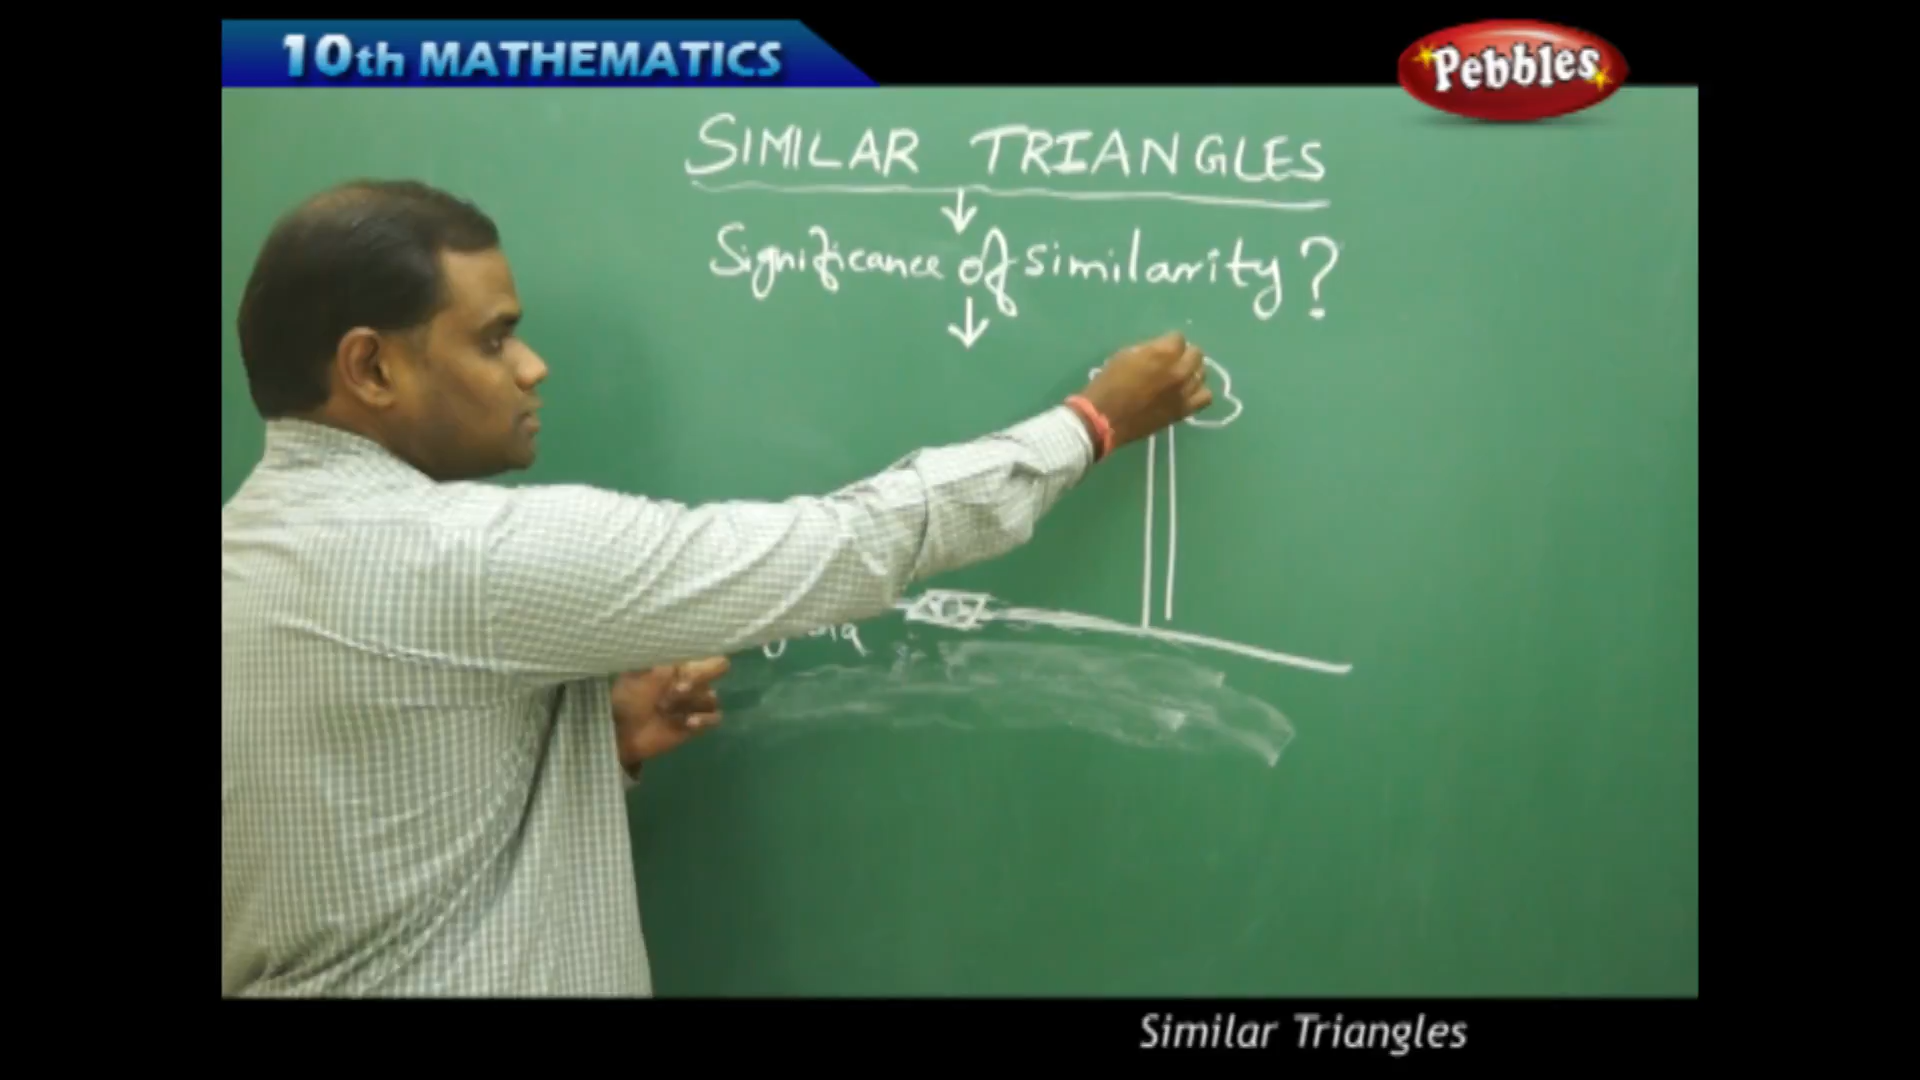 10th MATHEMATICS
Pebbles
SIMILAR TRIANGLES
Significance of similarity?
Similar Triangles